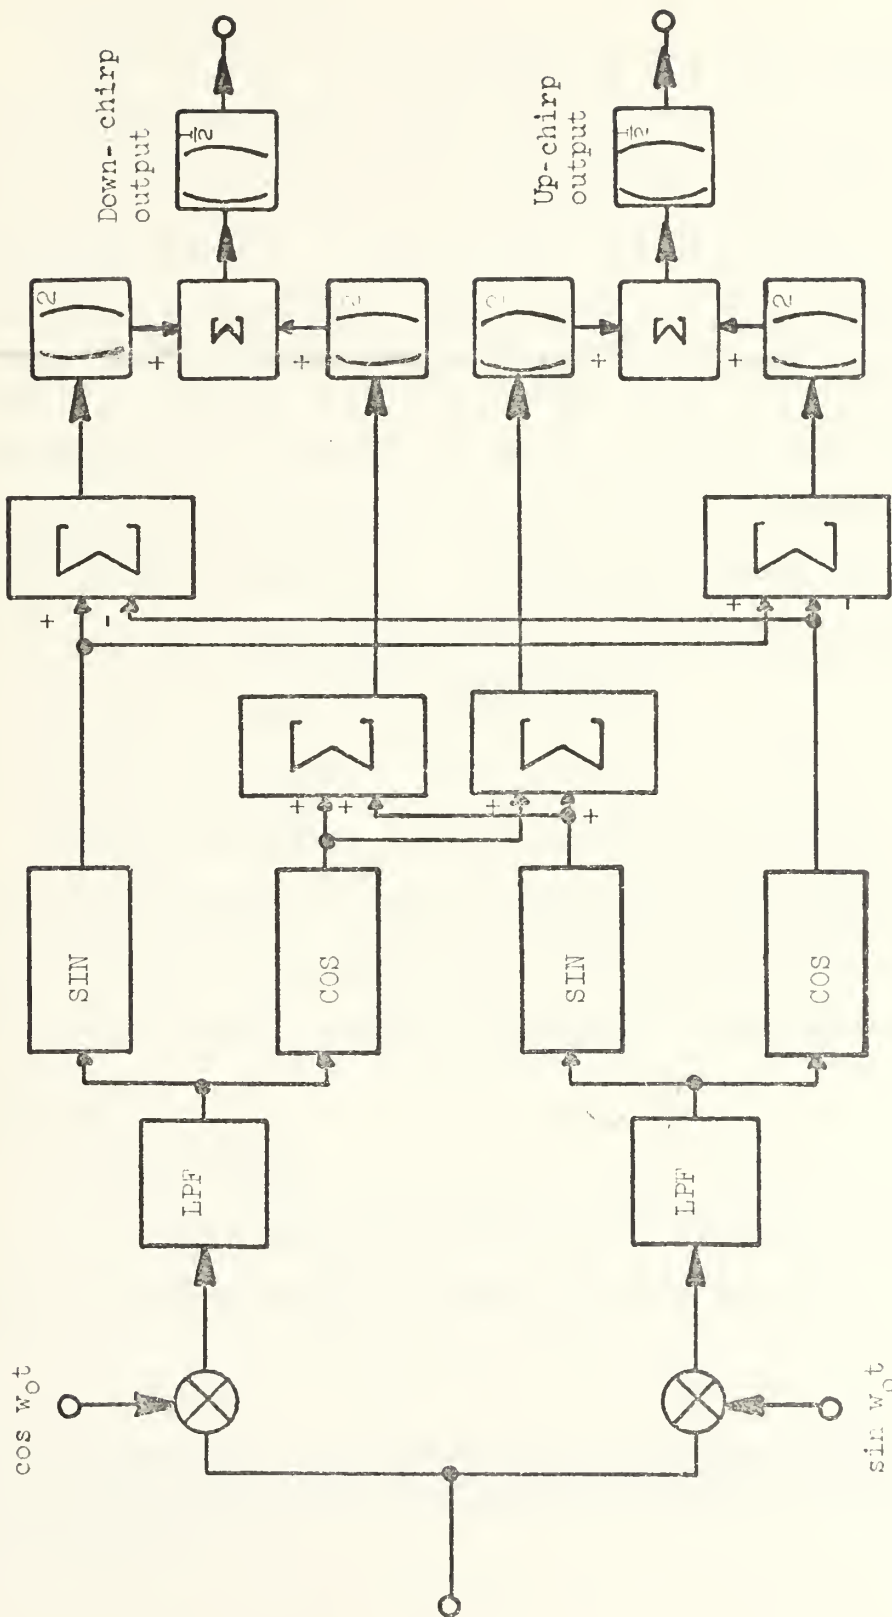 cos w₀t
sin w₀t
LPF
LPF
SIN
COS
SIN
COS
+
-
+
+
+
+
+
-
Σ
Σ
Σ
Σ
( )²
( )²
( )²
( )²
+
+
+
+
Σ
Σ
( )½
( )½
Down-chirp
output
Up-chirp
output